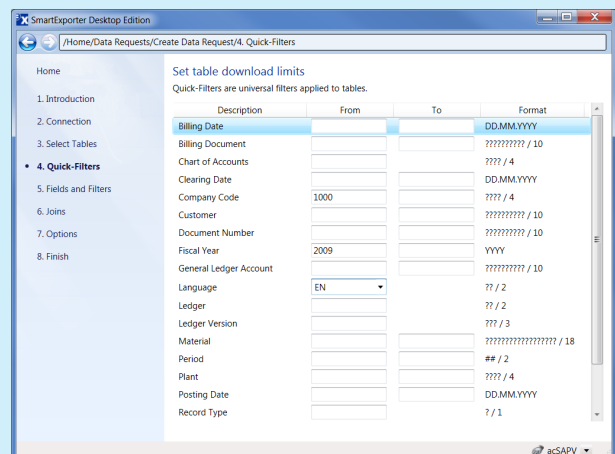 SmartExporter Desktop Edition
/Home/Data Requests/Create Data Request/4. Quick-Filters
Home
1. Introduction
2. Connection
3. Select Tables
• 4. Quick-Filters
5. Fields and Filters
6. Joins
7. Options
8. Finish
Set table download limits
Quick-Filters are universal filters applied to tables.
Description From To Format
Billing Date DD.MM.YYYY
Billing Document ?????????? / 10
Chart of Accounts ???? / 4
Clearing Date DD.MM.YYYY
Company Code 1000 ???? / 4
Customer ?????????? / 10
Document Number ?????????? / 10
Fiscal Year 2009 YYYY
General Ledger Account ?????????? / 10
Language EN ?? / 2
Ledger ?? / 2
Ledger Version ??? / 3
Material ?????????????????? / 18
Period ## / 2
Plant ???? / 4
Posting Date DD.MM.YYYY
Record Type ? / 1
acSAPV